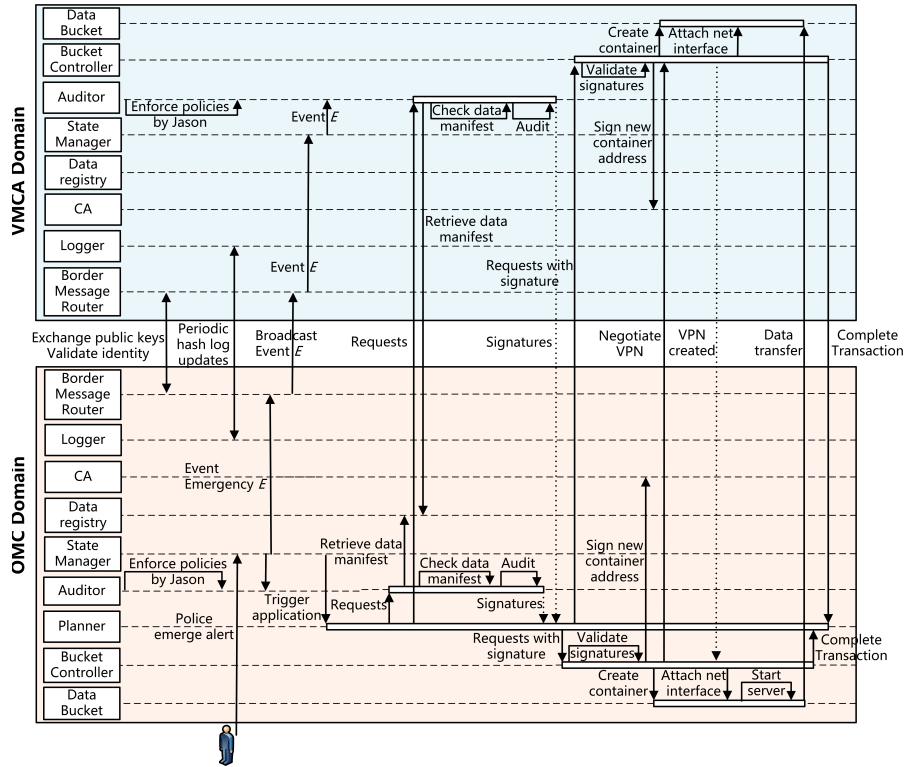 VMCA Domain
Data
Bucket
Bucket
Controller
Auditor
State
Manager
Data
registry
CA
Logger
Border
Message
Router
Enforce policies
by Jason
Event E
Event E
Check data
manifest
Audit
Retrieve data
manifest
Requests with
signature
Create
container
Attach net
interface
Validate
signatures
Sign new
container
address
Exchange public keys
Validate identity
Periodic
hash log
updates
Broadcast
Event E
Requests
Signatures
Negotiate
VPN
VPN
created
Data
transfer
Complete
Transaction
OMC Domain
Border
Message
Router
Logger
CA
Data
registry
State
Manager
Auditor
Planner
Bucket
Controller
Data
Bucket
Event
Emergency E
Enforce policies
by Jason
Police
emerge alert
Trigger
application
Retrieve data
manifest
Requests
Check data
manifest
Audit
Signatures
Sign new
container
address
Requests with
signature
Validate
signatures
Complete
Transaction
Create
container
Attach net
interface
Start
server